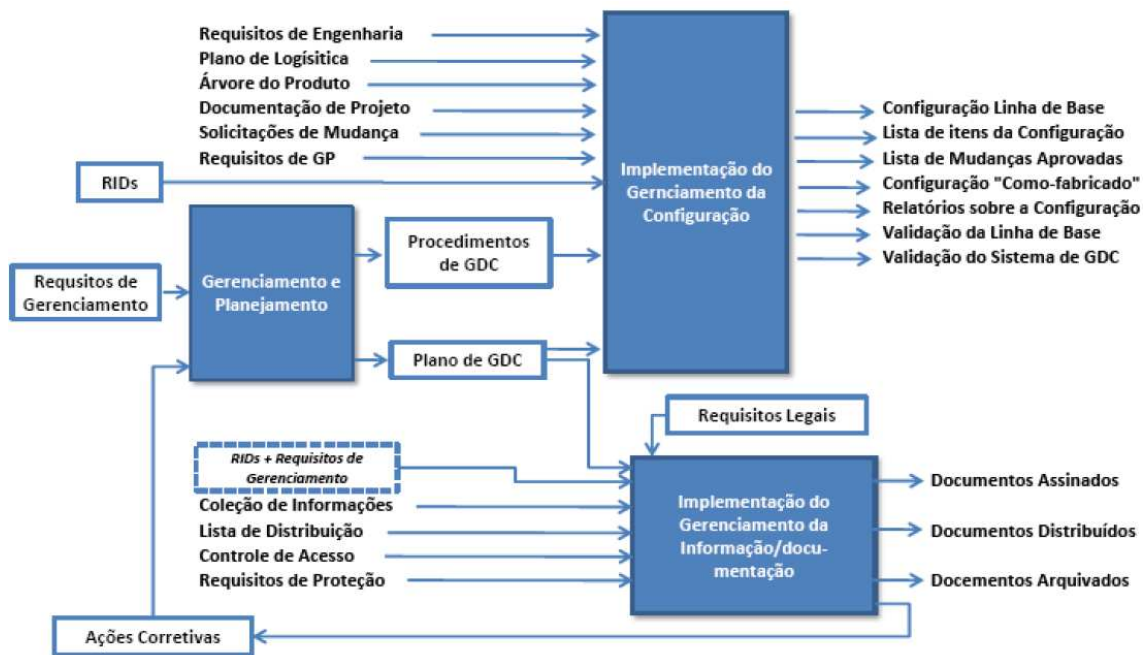 Requisitos de Engenharia
Plano de Logísitica
Árvore do Produto
Documentação de Projeto
Solicitações de Mudança
Requisitos de GP
RIDs
Implementação do
Gernciamento da
Configuração
Configuração Linha de Base
Lista de itens da Configuração
Lista de Mudanças Aprovadas
Configuração "Como-fabricado"
Relatórios sobre a Configuração
Validação da Linha de Base
Validação do Sistema de GDC
Requsitos de
Gerenciamento
Gerenciamento e
Planejamento
Procedimentos
de GDC
Plano de GDC
Requisitos Legais
RIDs + Requisitos de
Gerenciamento
Coleção de Informações
Lista de Distribuição
Controle de Acesso
Requisitos de Proteção
Implementação do
Gerenciamento da
Informação/docu-
mentação
Documentos Assinados
Documentos Distribuídos
Docementos Arquivados
Ações Corretivas